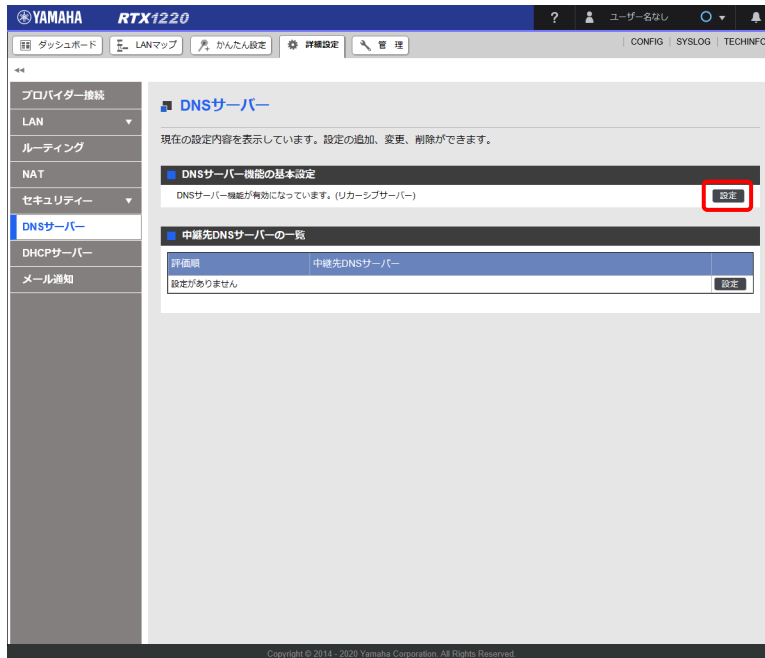 YAMAHA RTX1220 ? ユーザー名なし
ダッシュボード LANマップ かんたん設定 詳細設定 管 理 CONFIG SYSLOG TECHINFO
プロバイダー接続
LAN
ルーティング
NAT
セキュリティー
DNSサーバー
DHCPサーバー
メール通知
DNSサーバー
現在の設定内容を表示しています。設定の追加、変更、削除ができます。
DNSサーバー機能の基本設定
DNSサーバー機能が有効になっています。(リカーシブサーバー) 設定
中継先DNSサーバーの一覧
評価順 中継先DNSサーバー
設定がありません 設定
Copyright © 2014 - 2020 Yamaha Corporation. All Rights Reserved.